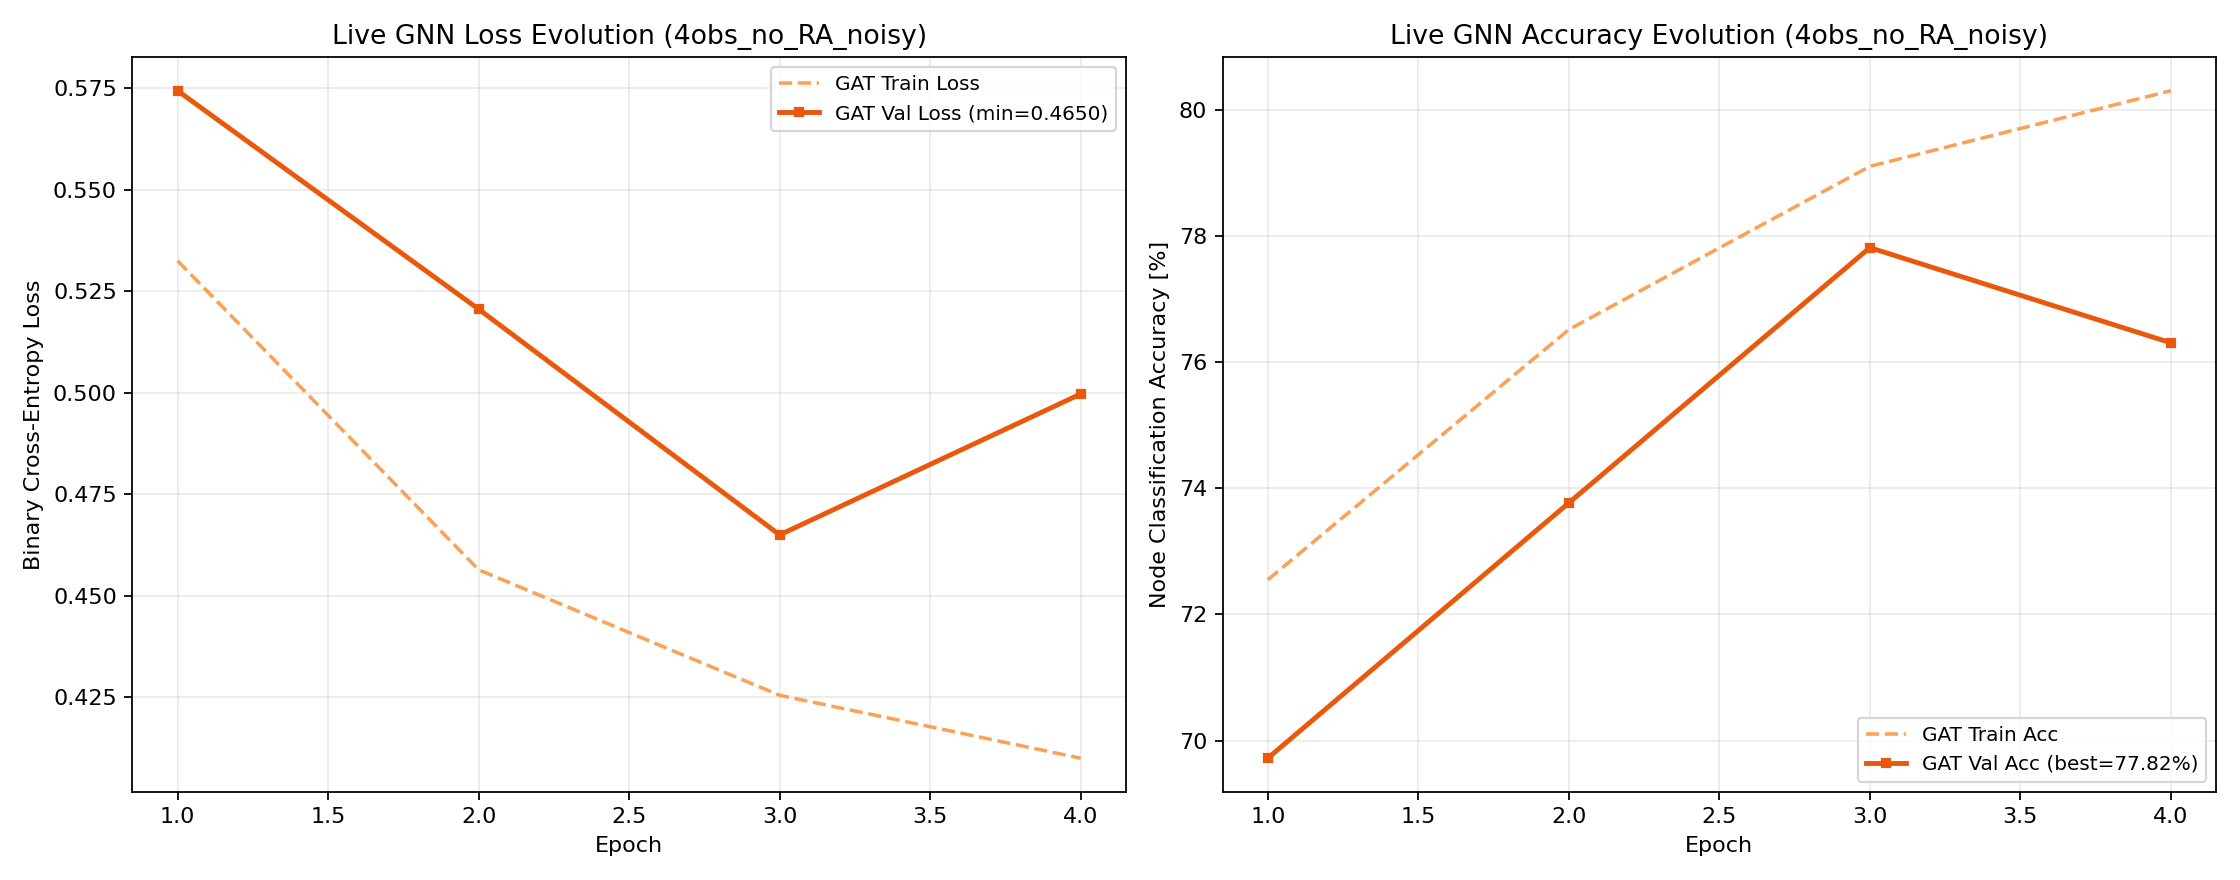 Live GNN Loss Evolution (4obs_no_RA_noisy)
GAT Train Loss
GAT Val Loss (min=0.4650)
Binary Cross-Entropy Loss
0.575
0.550
0.525
0.500
0.475
0.450
0.425
1.0 1.5 2.0 2.5 3.0 3.5 4.0
Epoch
Live GNN Accuracy Evolution (4obs_no_RA_noisy)
Node Classification Accuracy [%]
80
78
76
74
72
70
GAT Train Acc
GAT Val Acc (best=77.82%)
1.0 1.5 2.0 2.5 3.0 3.5 4.0
Epoch